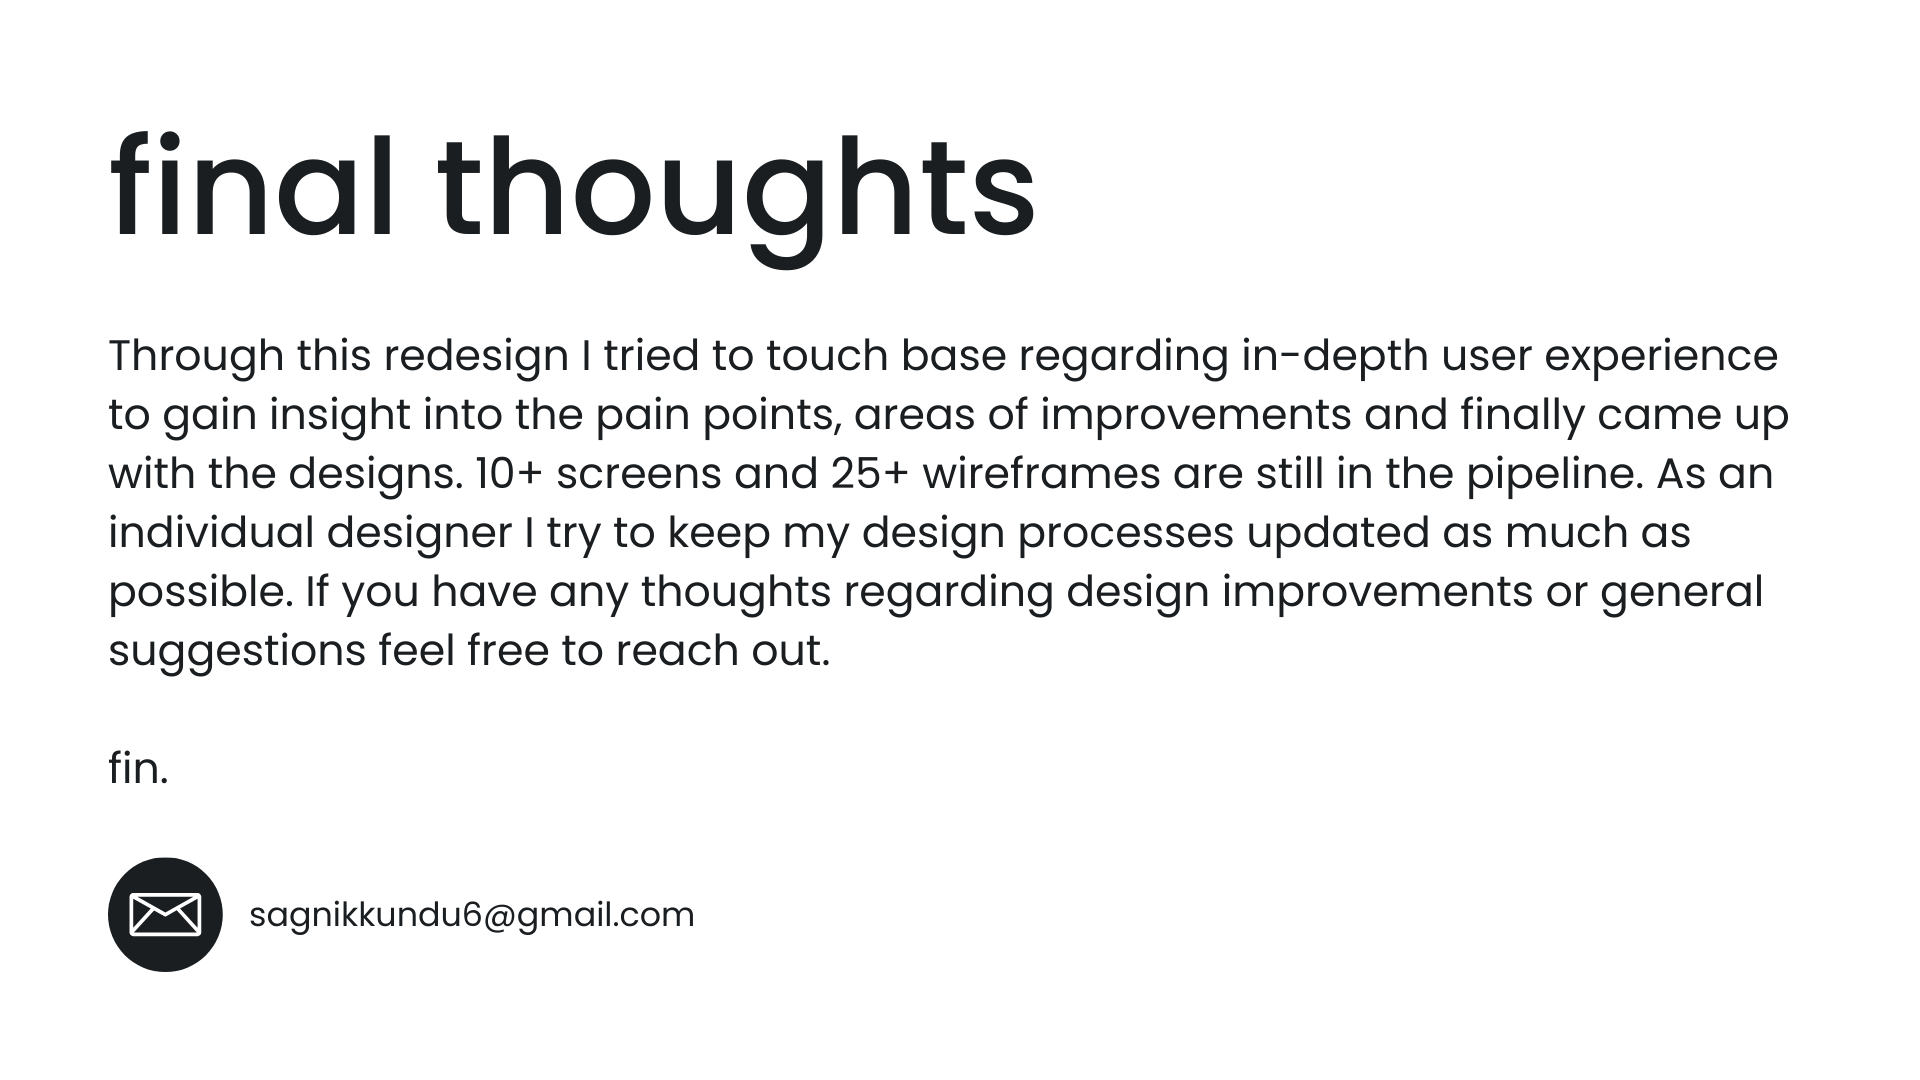 final thoughts
Through this redesign I tried to touch base regarding in-depth user experience
to gain insight into the pain points, areas of improvements and finally came up
with the designs. 10+ screens and 25+ wireframes are still in the pipeline. As an
individual designer I try to keep my design processes updated as much as
possible. If you have any thoughts regarding design improvements or general
suggestions feel free to reach out.
fin.
sagnikkundu6@gmail.com